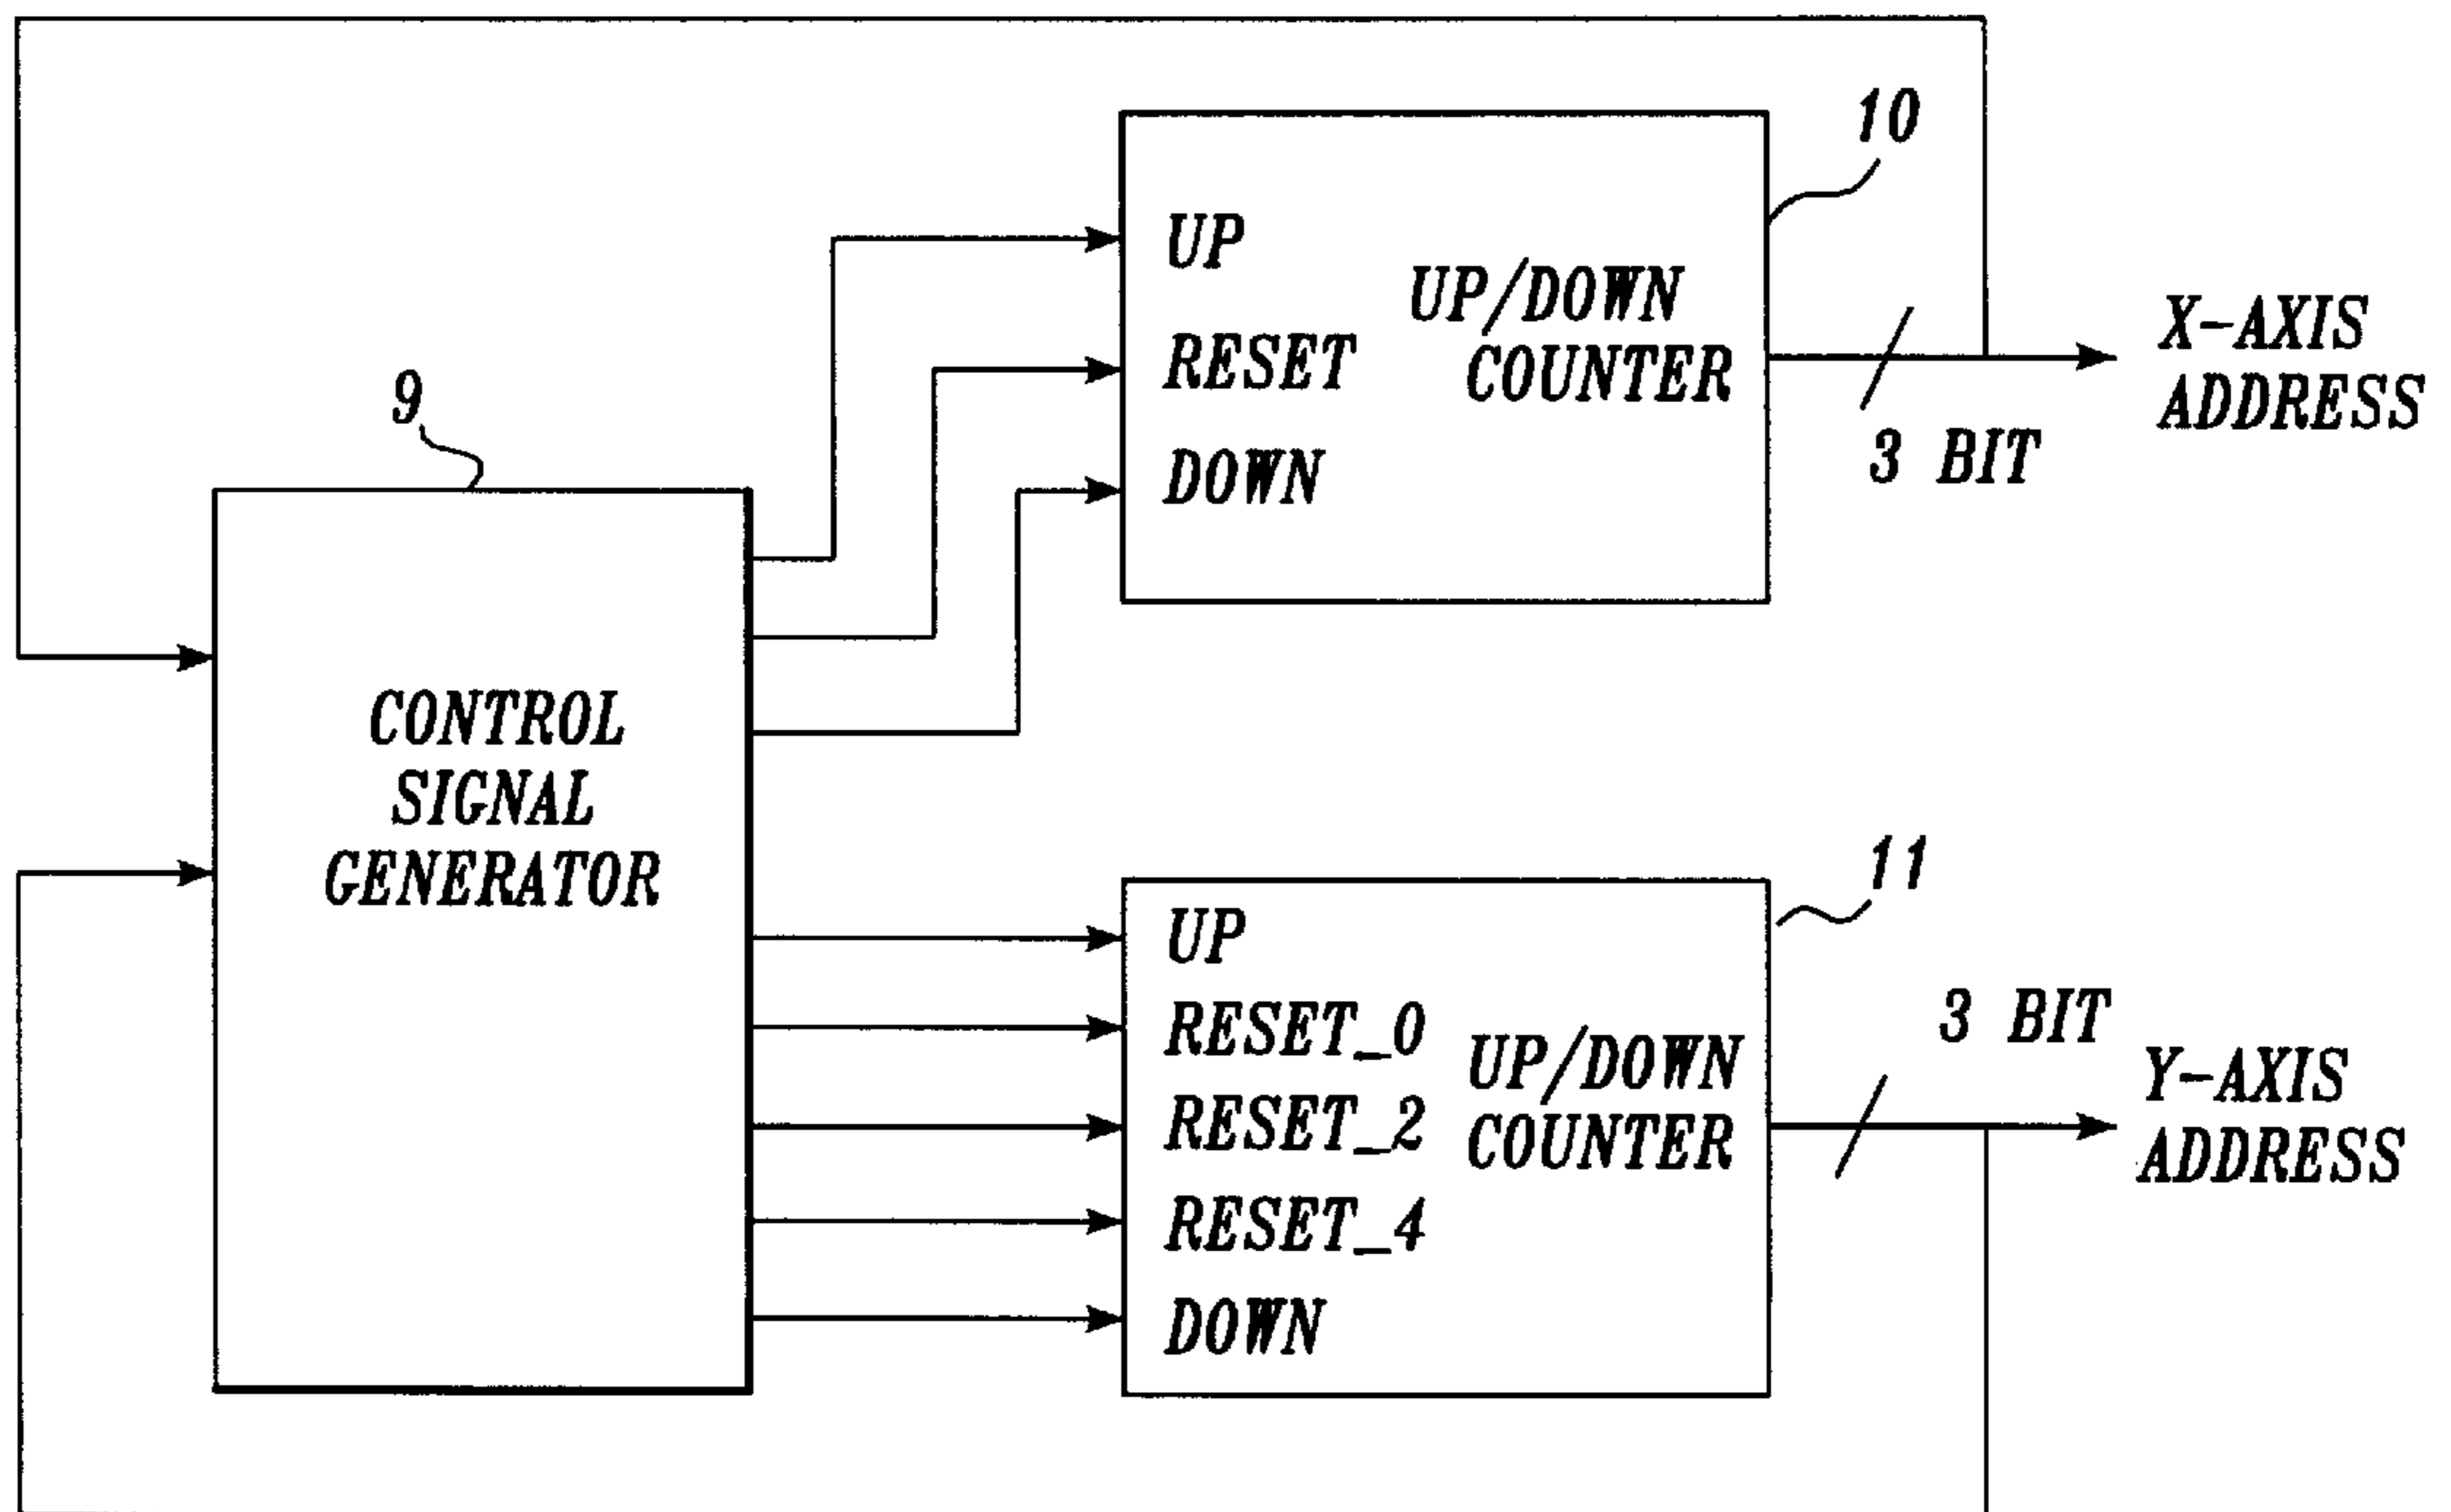 10
UP
UP/DOWN
COUNTER
RESET
DOWN
X-AXIS
ADDRESS
3 BIT
9
CONTROL
SIGNAL
GENERATOR
11
UP
RESET_0
RESET_2
RESET_4
DOWN
UP/DOWN
COUNTER
3 BIT
Y-AXIS
ADDRESS